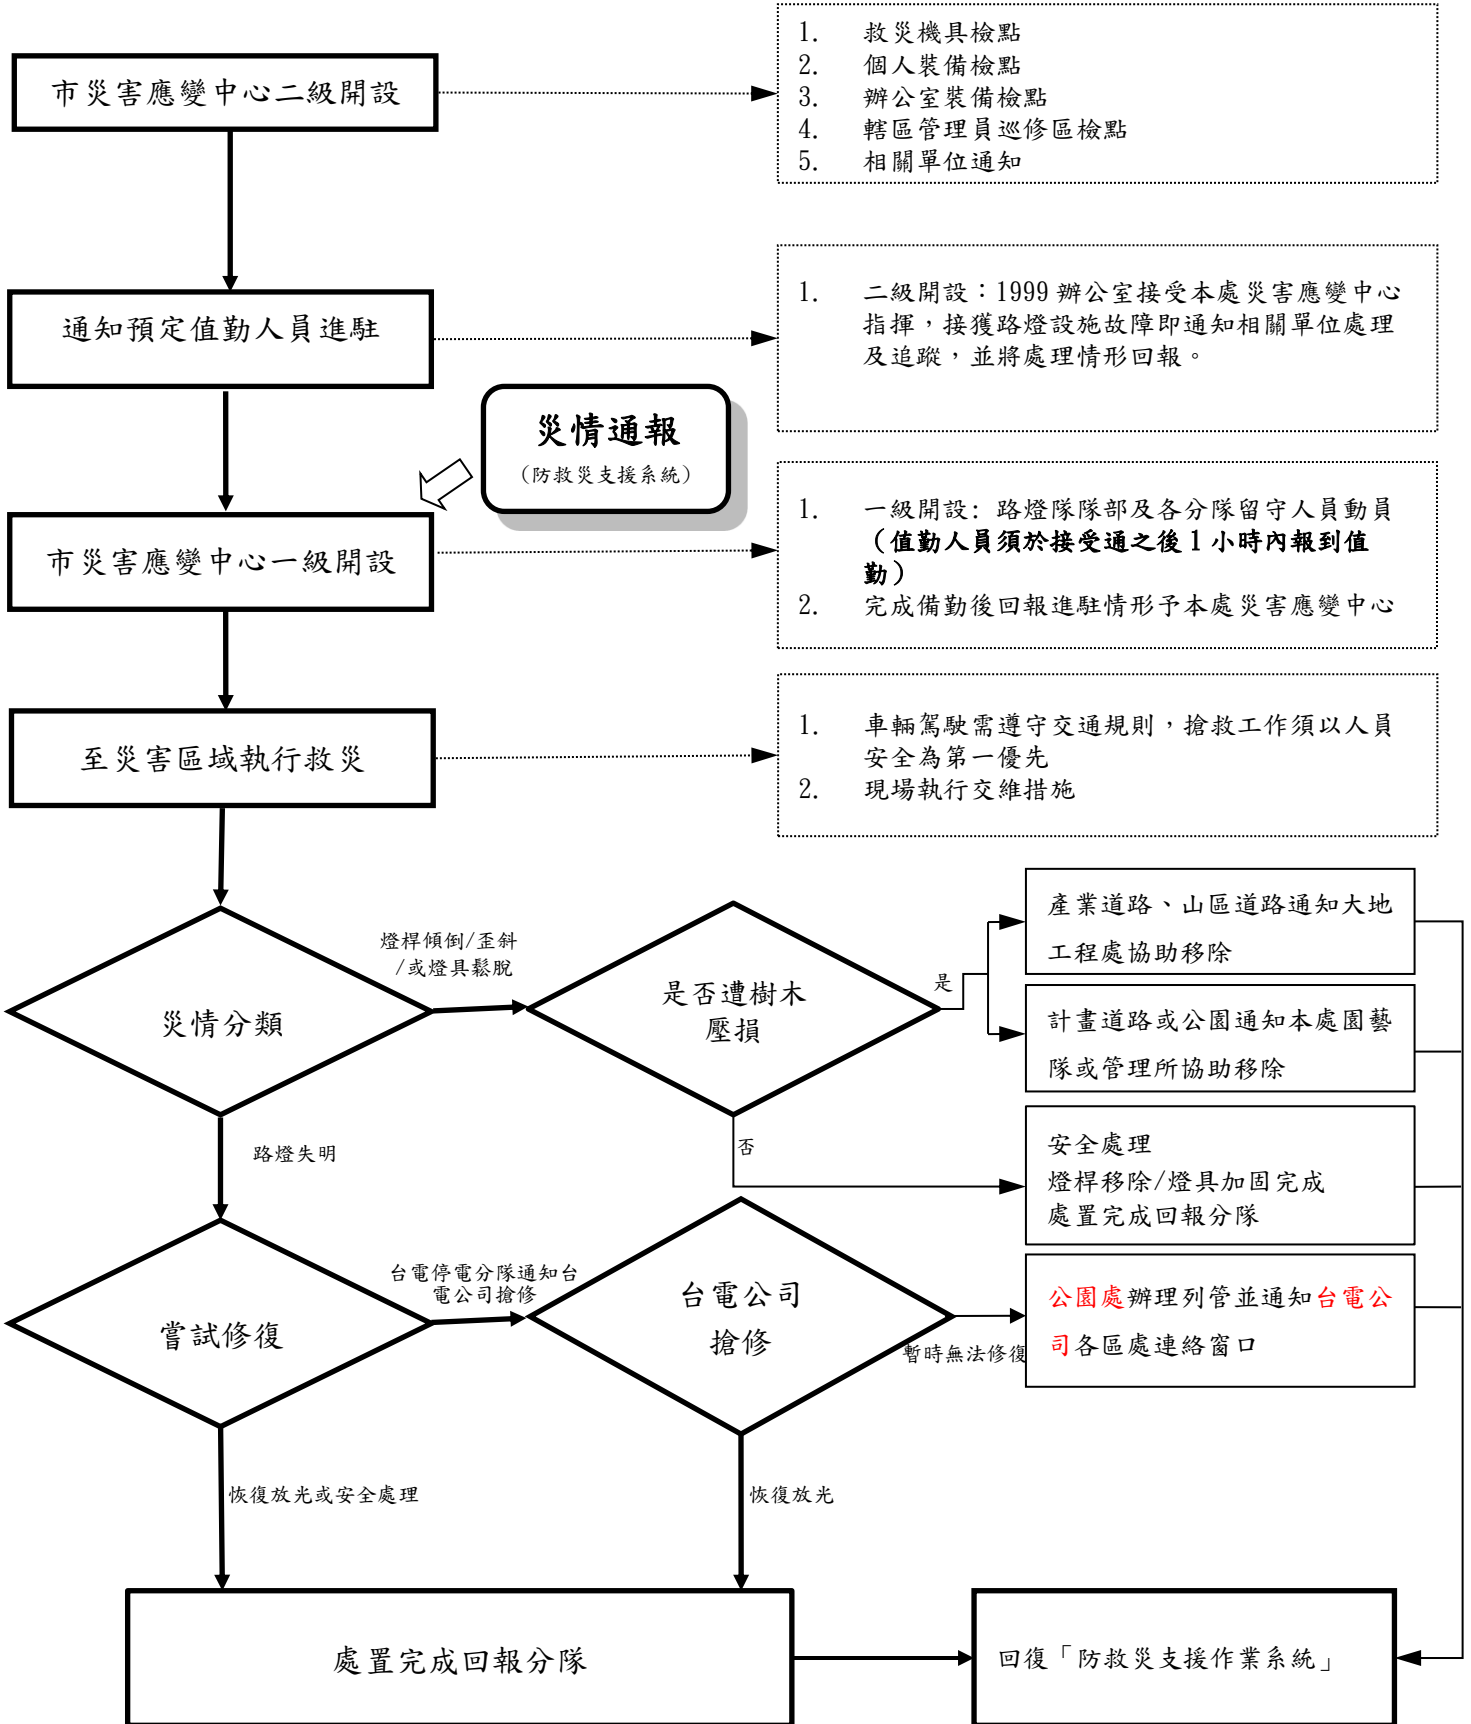 1. 救災機具檢點
2. 個人裝備檢點
3. 辦公室裝備檢點
4. 轄區管理員巡修區檢點
5. 相關單位通知
市災害應變中心二級開設
通知預定值勤人員進駐
1. 二級開設：1999 辦公室接受本處災害應變中心
指揮，接獲路燈設施故障即通知相關單位處理
及追蹤，並將處理情形回報。
災情通報
（防救災支援系統）
市災害應變中心一級開設
1. 一級開設: 路燈隊隊部及各分隊留守人員動員
（值勤人員須於接受通之後 1 小時內報到值
勤）
2. 完成備勤後回報進駐情形予本處災害應變中心
至災害區域執行救災
1. 車輛駕駛需遵守交通規則，搶救工作須以人員
安全為第一優先
2. 現場執行交維措施
災情分類
燈桿傾倒/歪斜
/或燈具鬆脫
是否遭樹木
壓損
是
產業道路、山區道路通知大地
工程處協助移除
計畫道路或公園通知本處園藝
隊或管理所協助移除
否
安全處理
燈桿移除/燈具加固完成
處置完成回報分隊
路燈失明
嘗試修復
台電停電分隊通知台
電公司搶修
台電公司
搶修
暫時無法修復
公園處辦理列管並通知台電公
司各區處連絡窗口
恢復放光或安全處理
恢復放光
處置完成回報分隊
回復「防救災支援作業系統」